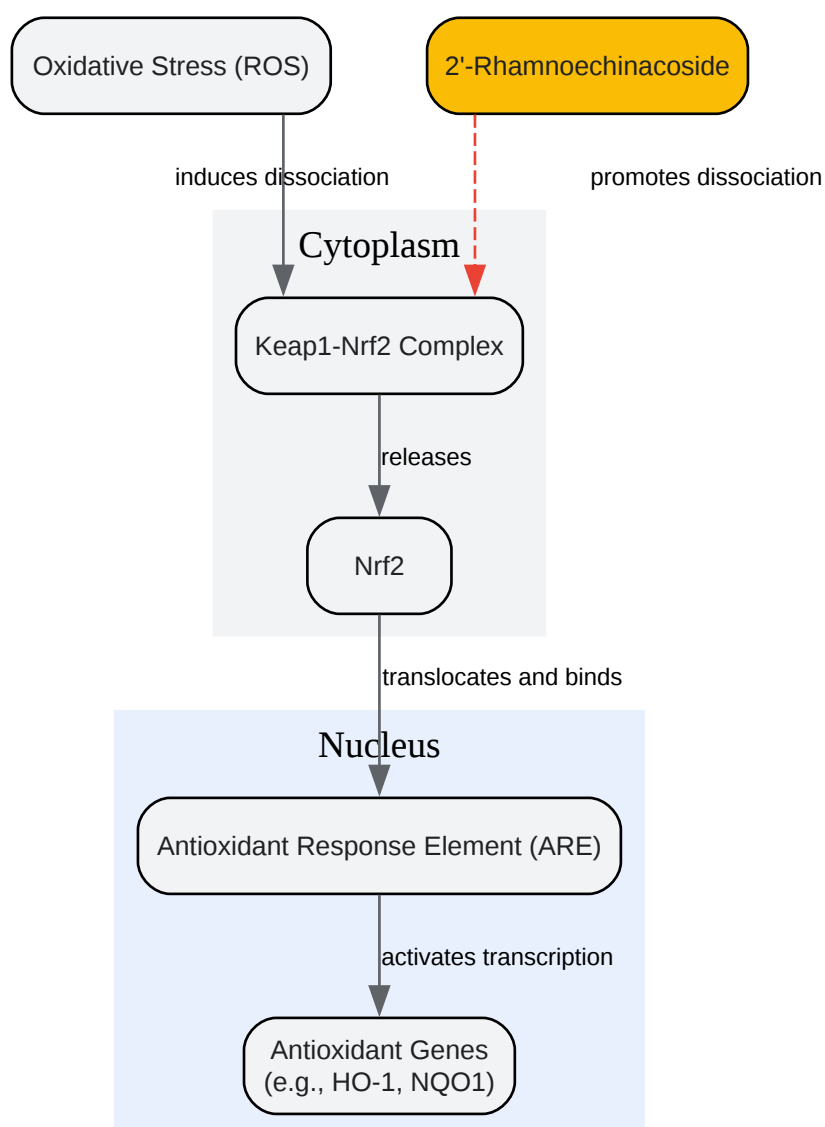 Oxidative Stress (ROS)
2'-Rhamnoechinacoside
induces dissociation
promotes dissociation
Cytoplasm
Keap1-Nrf2 Complex
releases
Nrf2
translocates and binds
Nucleus
Antioxidant Response Element (ARE)
activates transcription
Antioxidant Genes
(e.g., HO-1, NQO1)